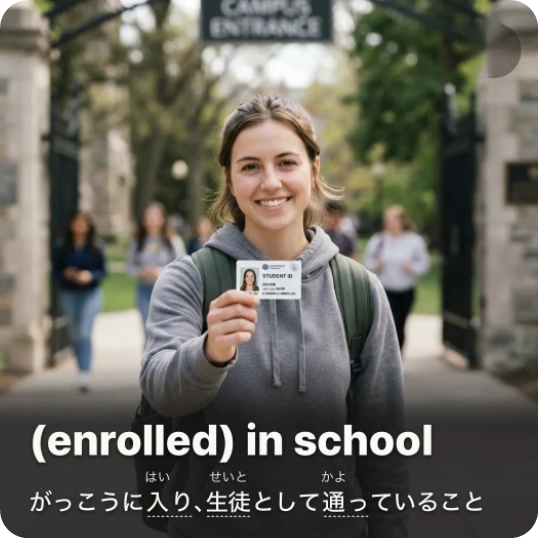 CAMPUS
ENTRANCE
STUDENT ID
(enrolled) in school
がっこうに入り、生徒として通っていること
はい
せいと
かよ